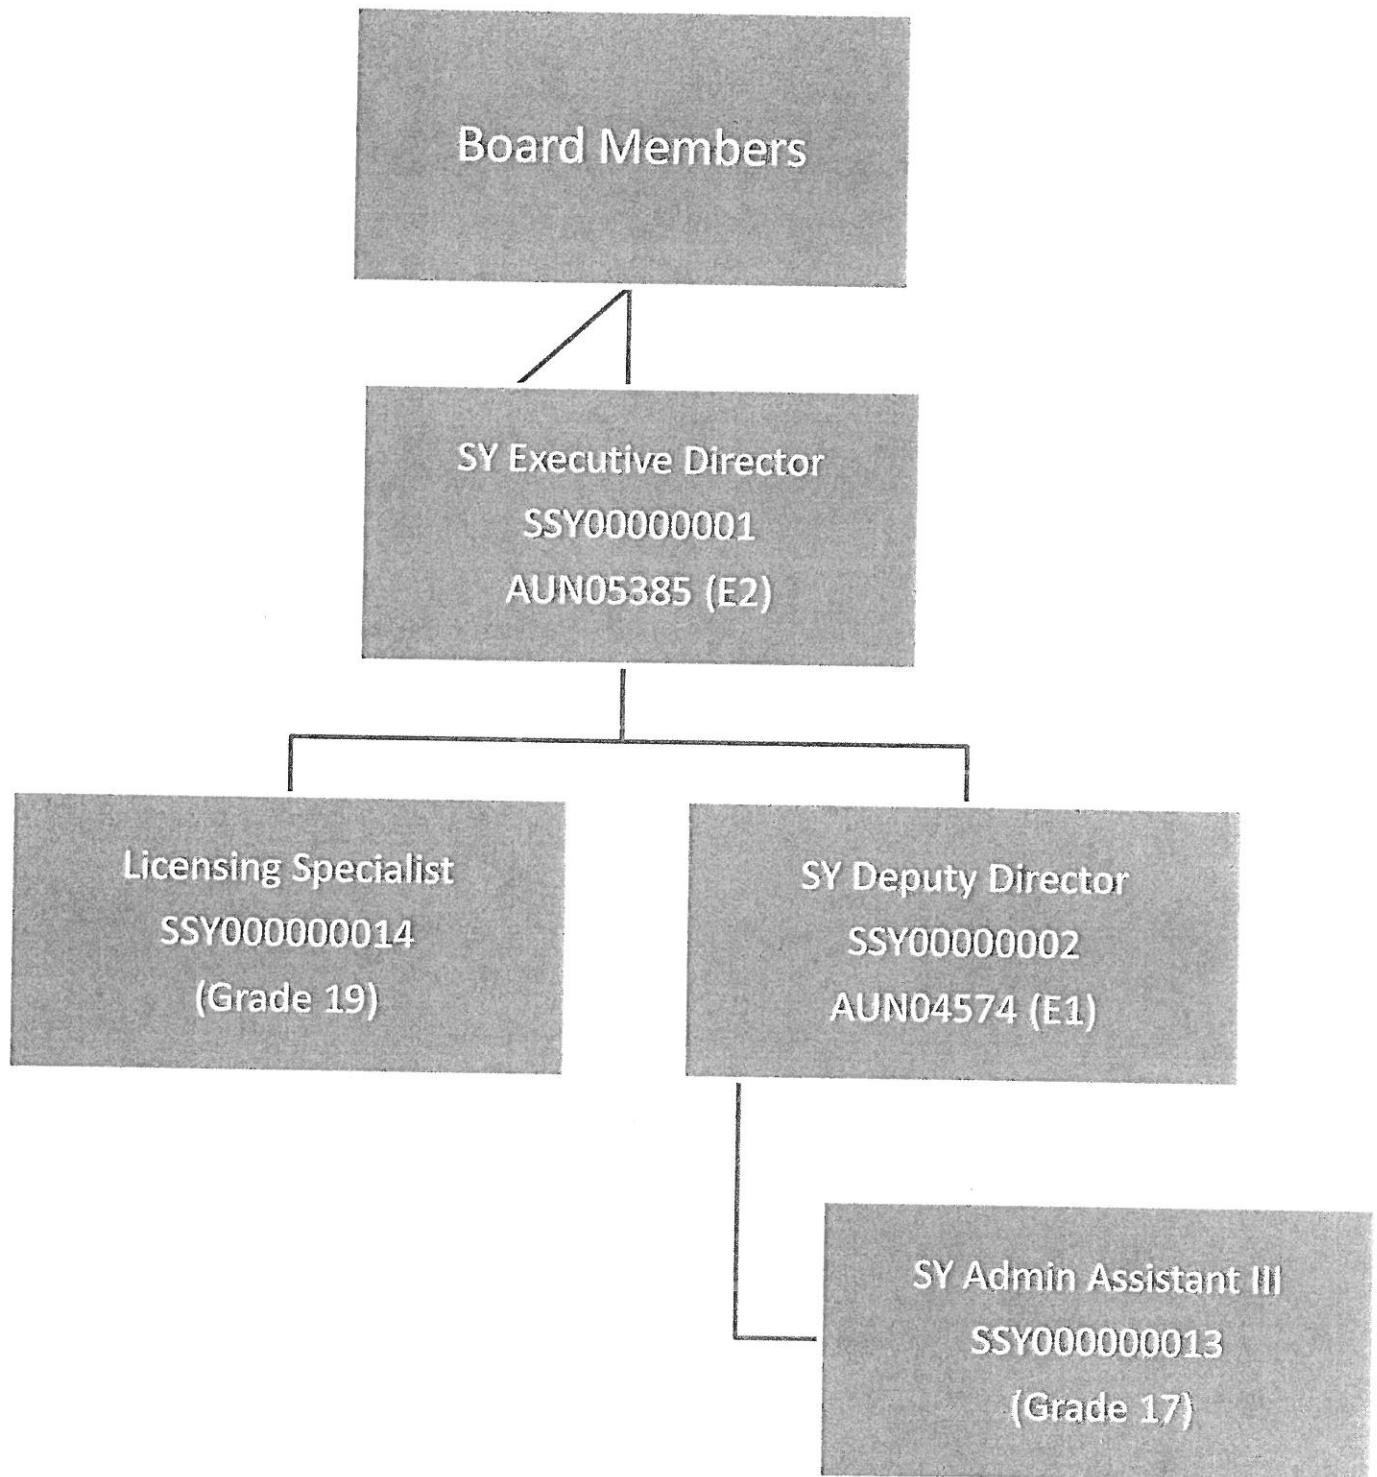 Board Members
SY Executive Director
SSY00000001
AUN05385 (E2)
Licensing Specialist
SSY000000014
(Grade 19)
SY Deputy Director
SSY00000002
AUN04574 (E1)
SY Admin Assistant III
SSY000000013
(Grade 17)